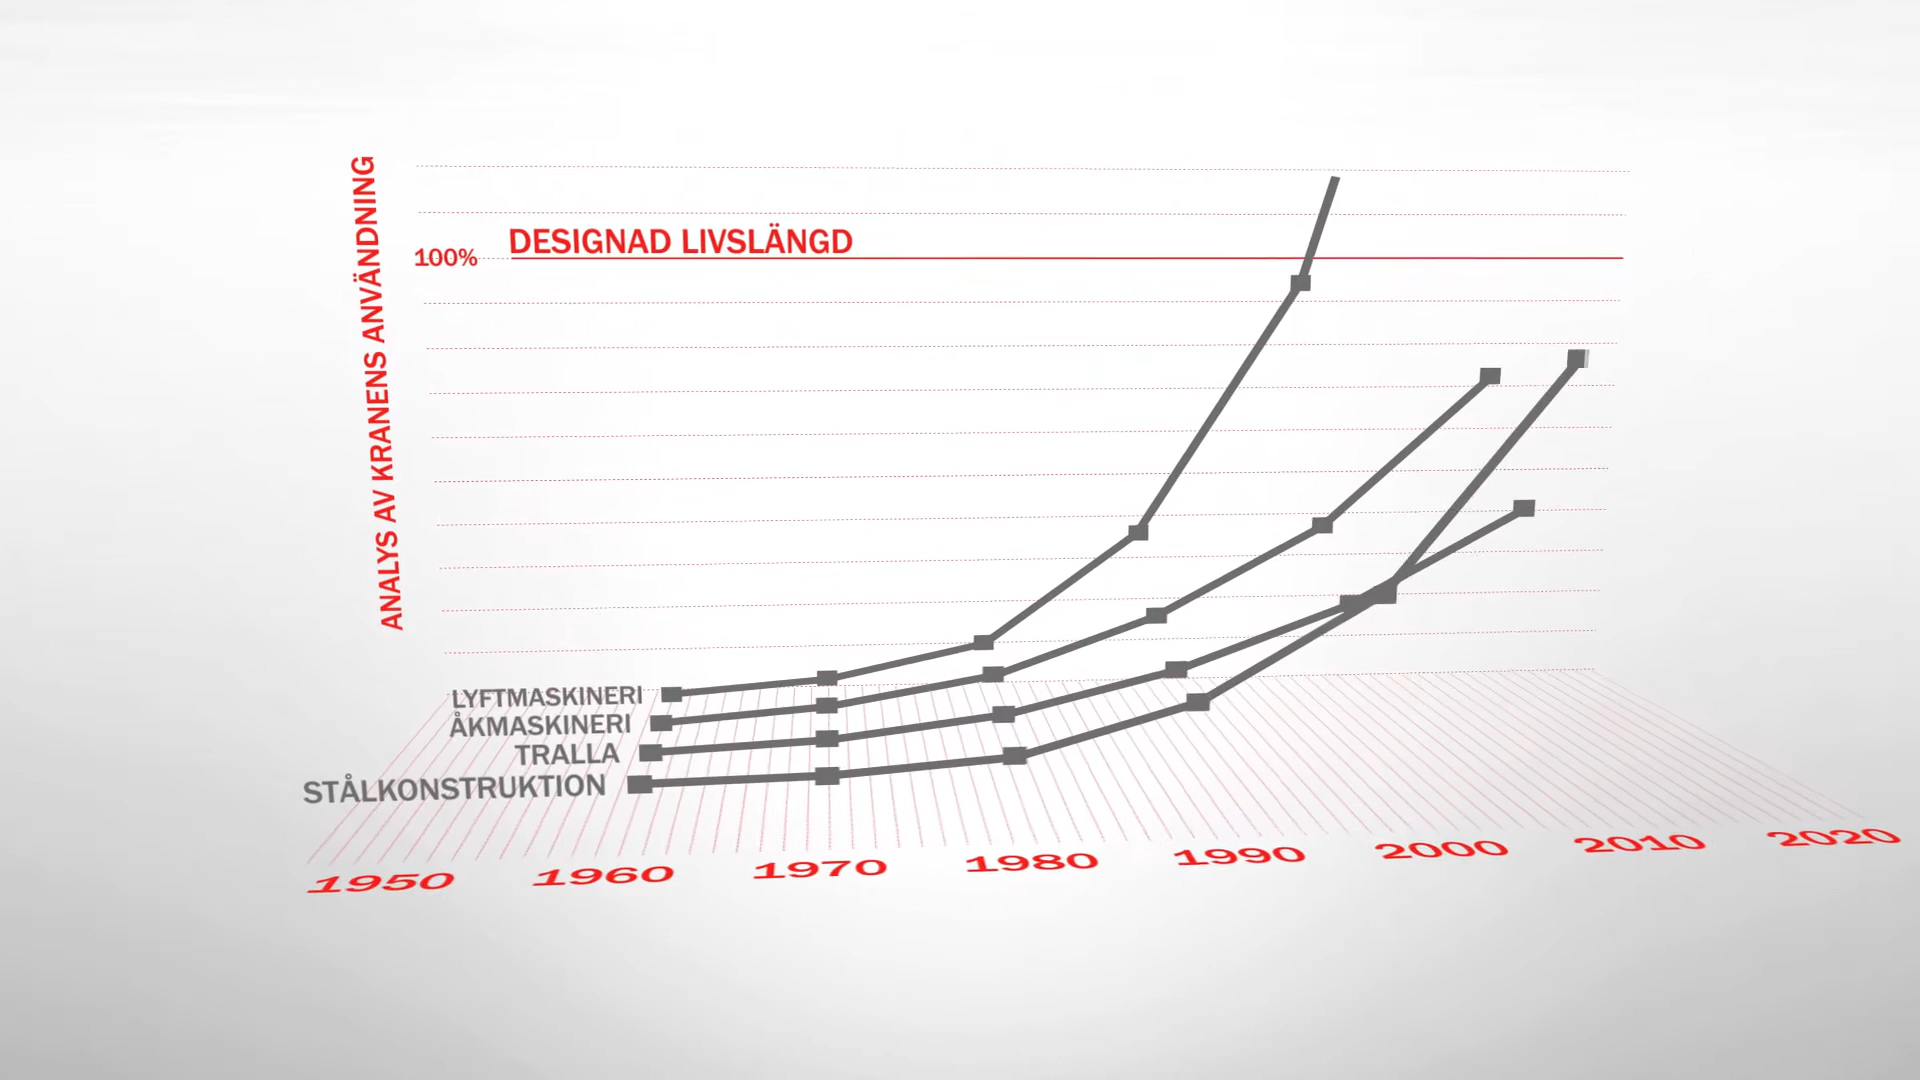 ANALYS AV KRANENS ANVÄNDNING
DESIGNAD LIVSLÄNGD
100%
LYFTMASKINERI
ÅKMASKINERI
TRALLA
STÅLKONSTRUKTION
1950 1960 1970 1980 1990 2000 2010 2020